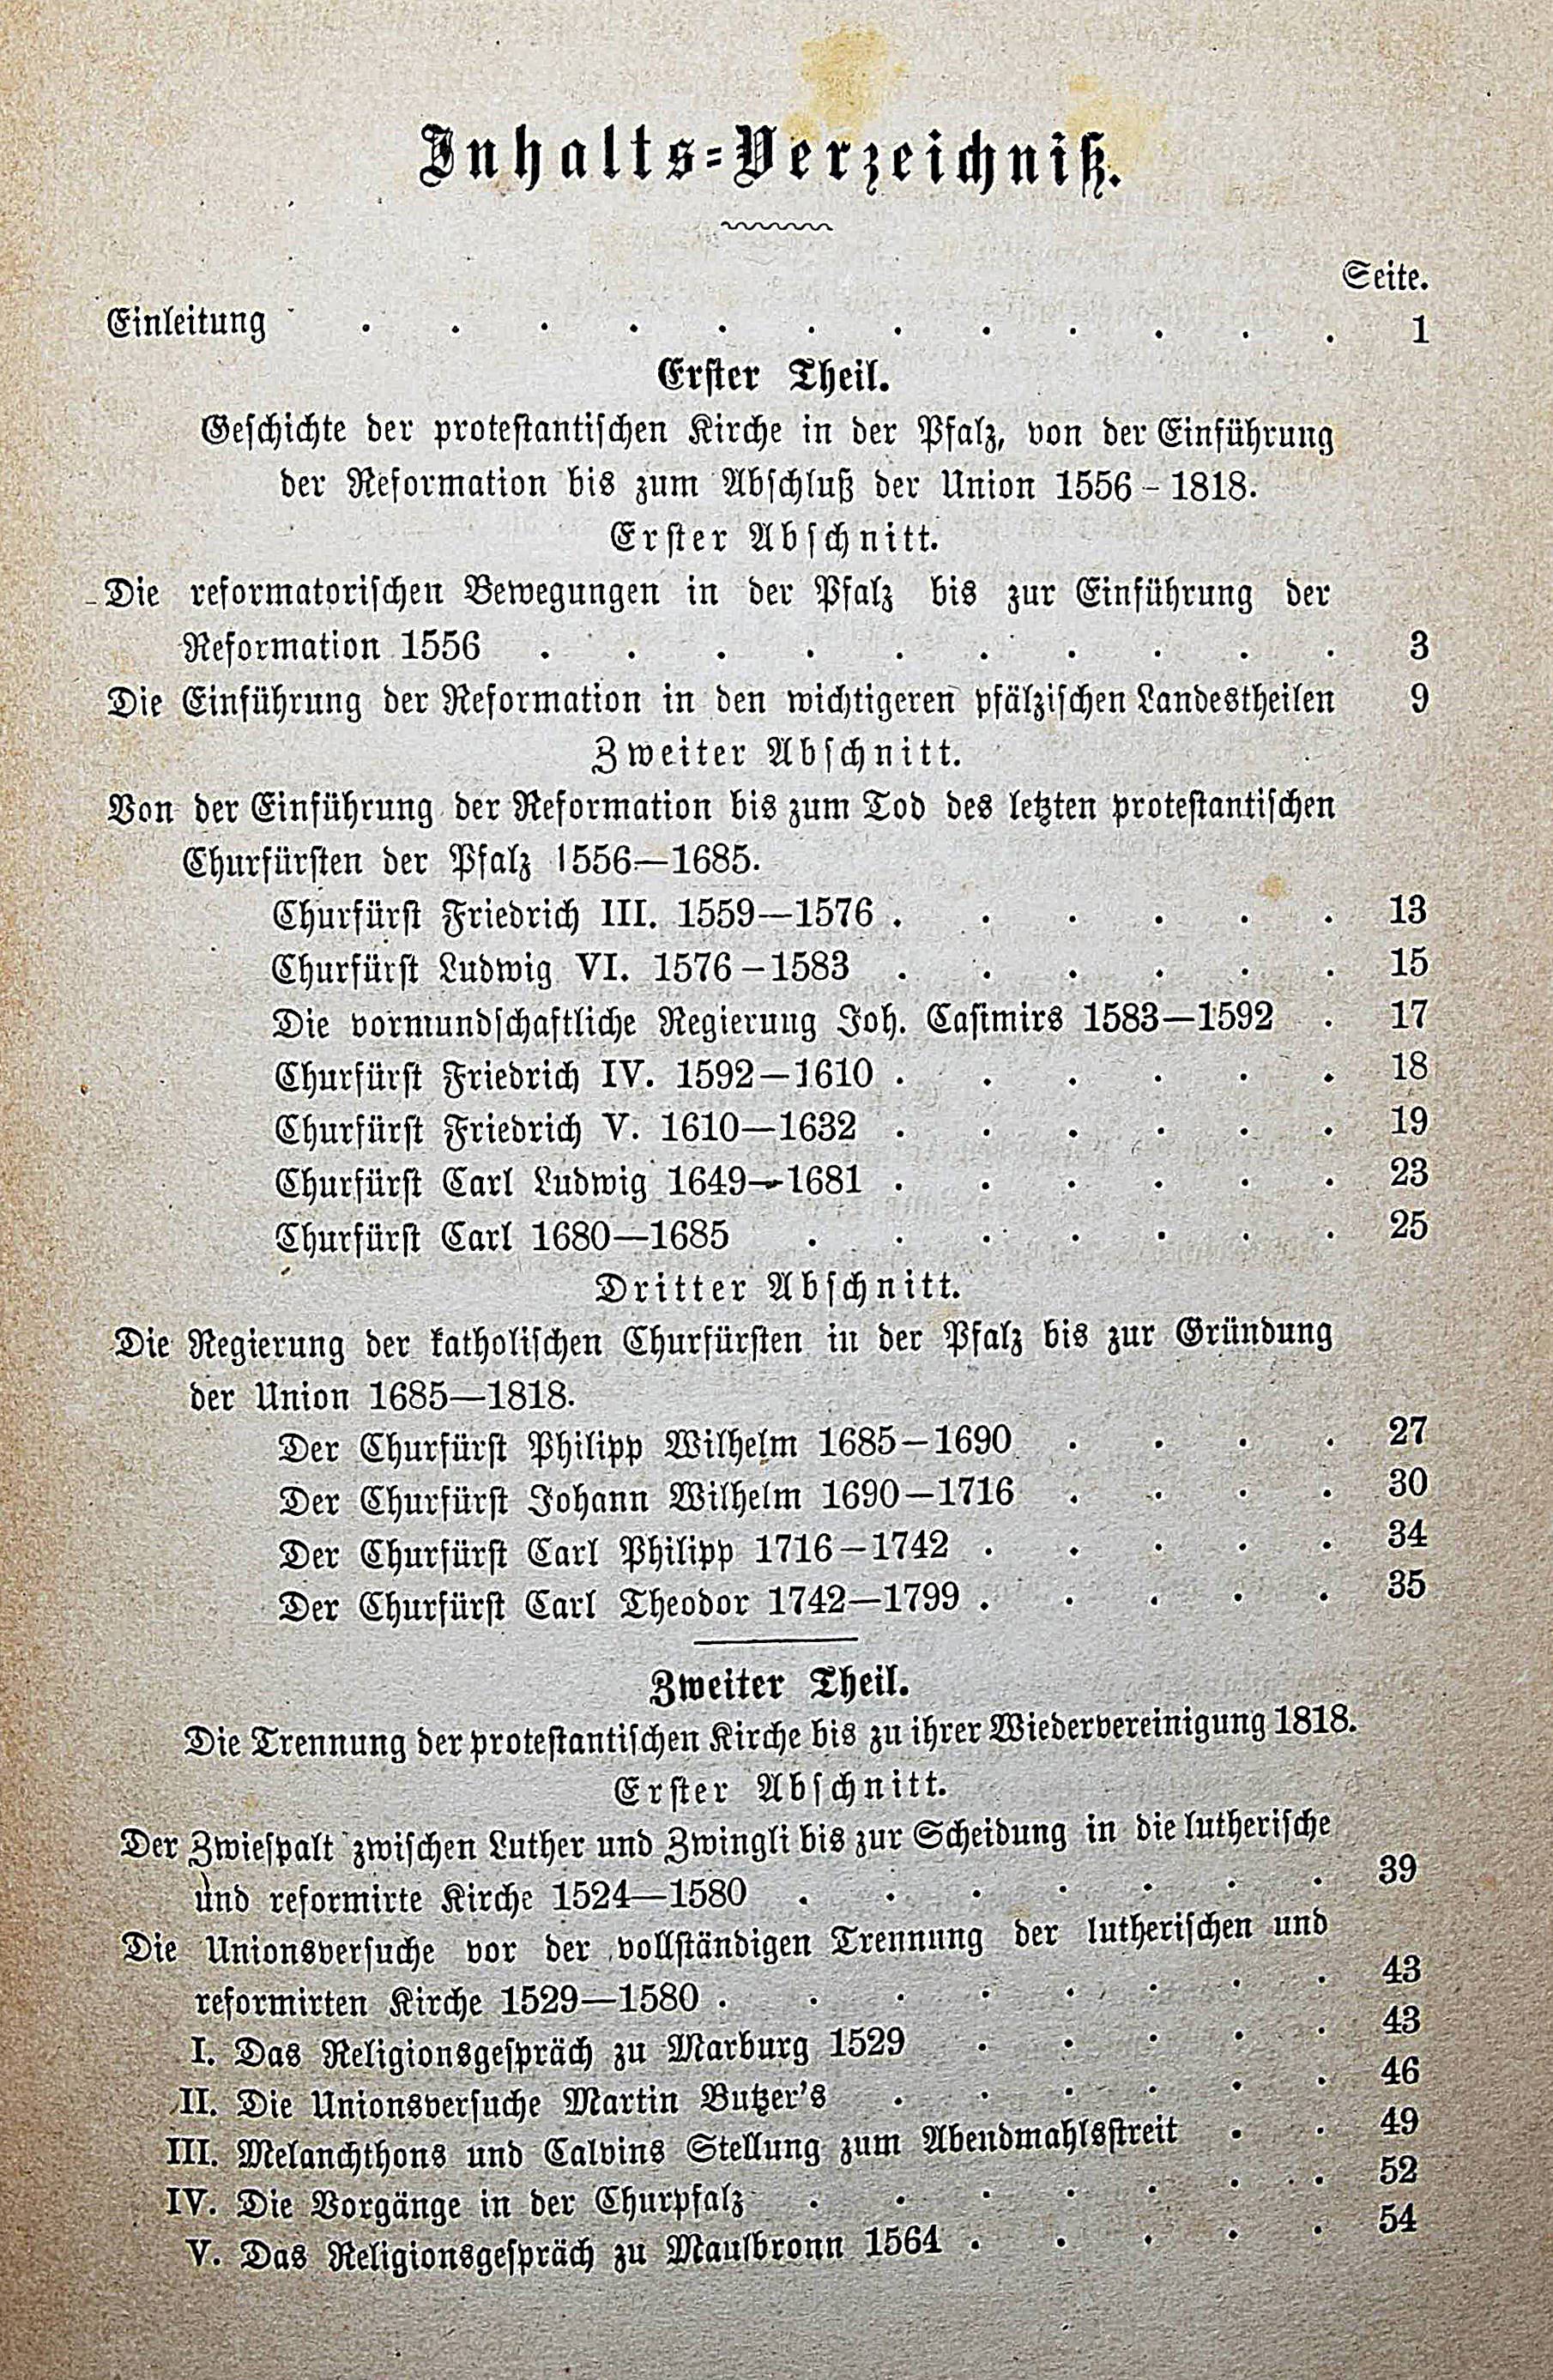 Inhalts-Verzeichniß.
Seite.
Einleitung . . . . . . . . . . . . 1
Erster Theil.
Geschichte der protestantischen Kirche in der Pfalz, von der Einführung
der Reformation bis zum Abschluß der Union 1556–1818.
Erster Abschnitt.
Die reformatorischen Bewegungen in der Pfalz bis zur Einführung der
Reformation 1556 . . . . . . . . . . 3
Die Einführung der Reformation in den wichtigeren pfälzischen Landestheilen 9
Zweiter Abschnitt.
Von der Einführung der Reformation bis zum Tod des letzten protestantischen
Churfürsten der Pfalz 1556—1685.
Churfürst Friedrich III. 1559—1576 . . . . . . 13
Churfürst Ludwig VI. 1576–1583 . . . . . . 15
Die vormundschaftliche Regierung Joh. Casimirs 1583—1592 . 17
Churfürst Friedrich IV. 1592—1610 . . . . . . 18
Churfürst Friedrich V. 1610—1632 . . . . . . 19
Churfürst Carl Ludwig 1649—1681 . . . . . . 23
Churfürst Carl 1680—1685 . . . . . . . 25
Dritter Abschnitt.
Die Regierung der katholischen Churfürsten in der Pfalz bis zur Gründung
der Union 1685—1818.
Der Churfürst Philipp Wilhelm 1685—1690 . . . . 27
Der Churfürst Johann Wilhelm 1690—1716 . . . . 30
Der Churfürst Carl Philipp 1716—1742 . . . . . 34
Der Churfürst Carl Theodor 1742—1799 . . . . . 35
Zweiter Theil.
Die Trennung der protestantischen Kirche bis zu ihrer Wiedervereinigung 1818.
Erster Abschnitt.
Der Zwiespalt zwischen Luther und Zwingli bis zur Scheidung in die lutherische
und reformirte Kirche 1524—1580 . . . . . . . 39
Die Unionsversuche vor der vollständigen Trennung der lutherischen und
reformirten Kirche 1529—1580 . . . . . . . . 43
I. Das Religionsgespräch zu Marburg 1529 . . . . . 43
II. Die Unionsversuche Martin Butzer's . . . . . . 46
III. Melanchthons und Calvins Stellung zum Abendmahlsstreit . . 49
IV. Die Vorgänge in der Churpfalz . . . . . . . 52
V. Das Religionsgespräch zu Maulbronn 1564 . . . . . 54